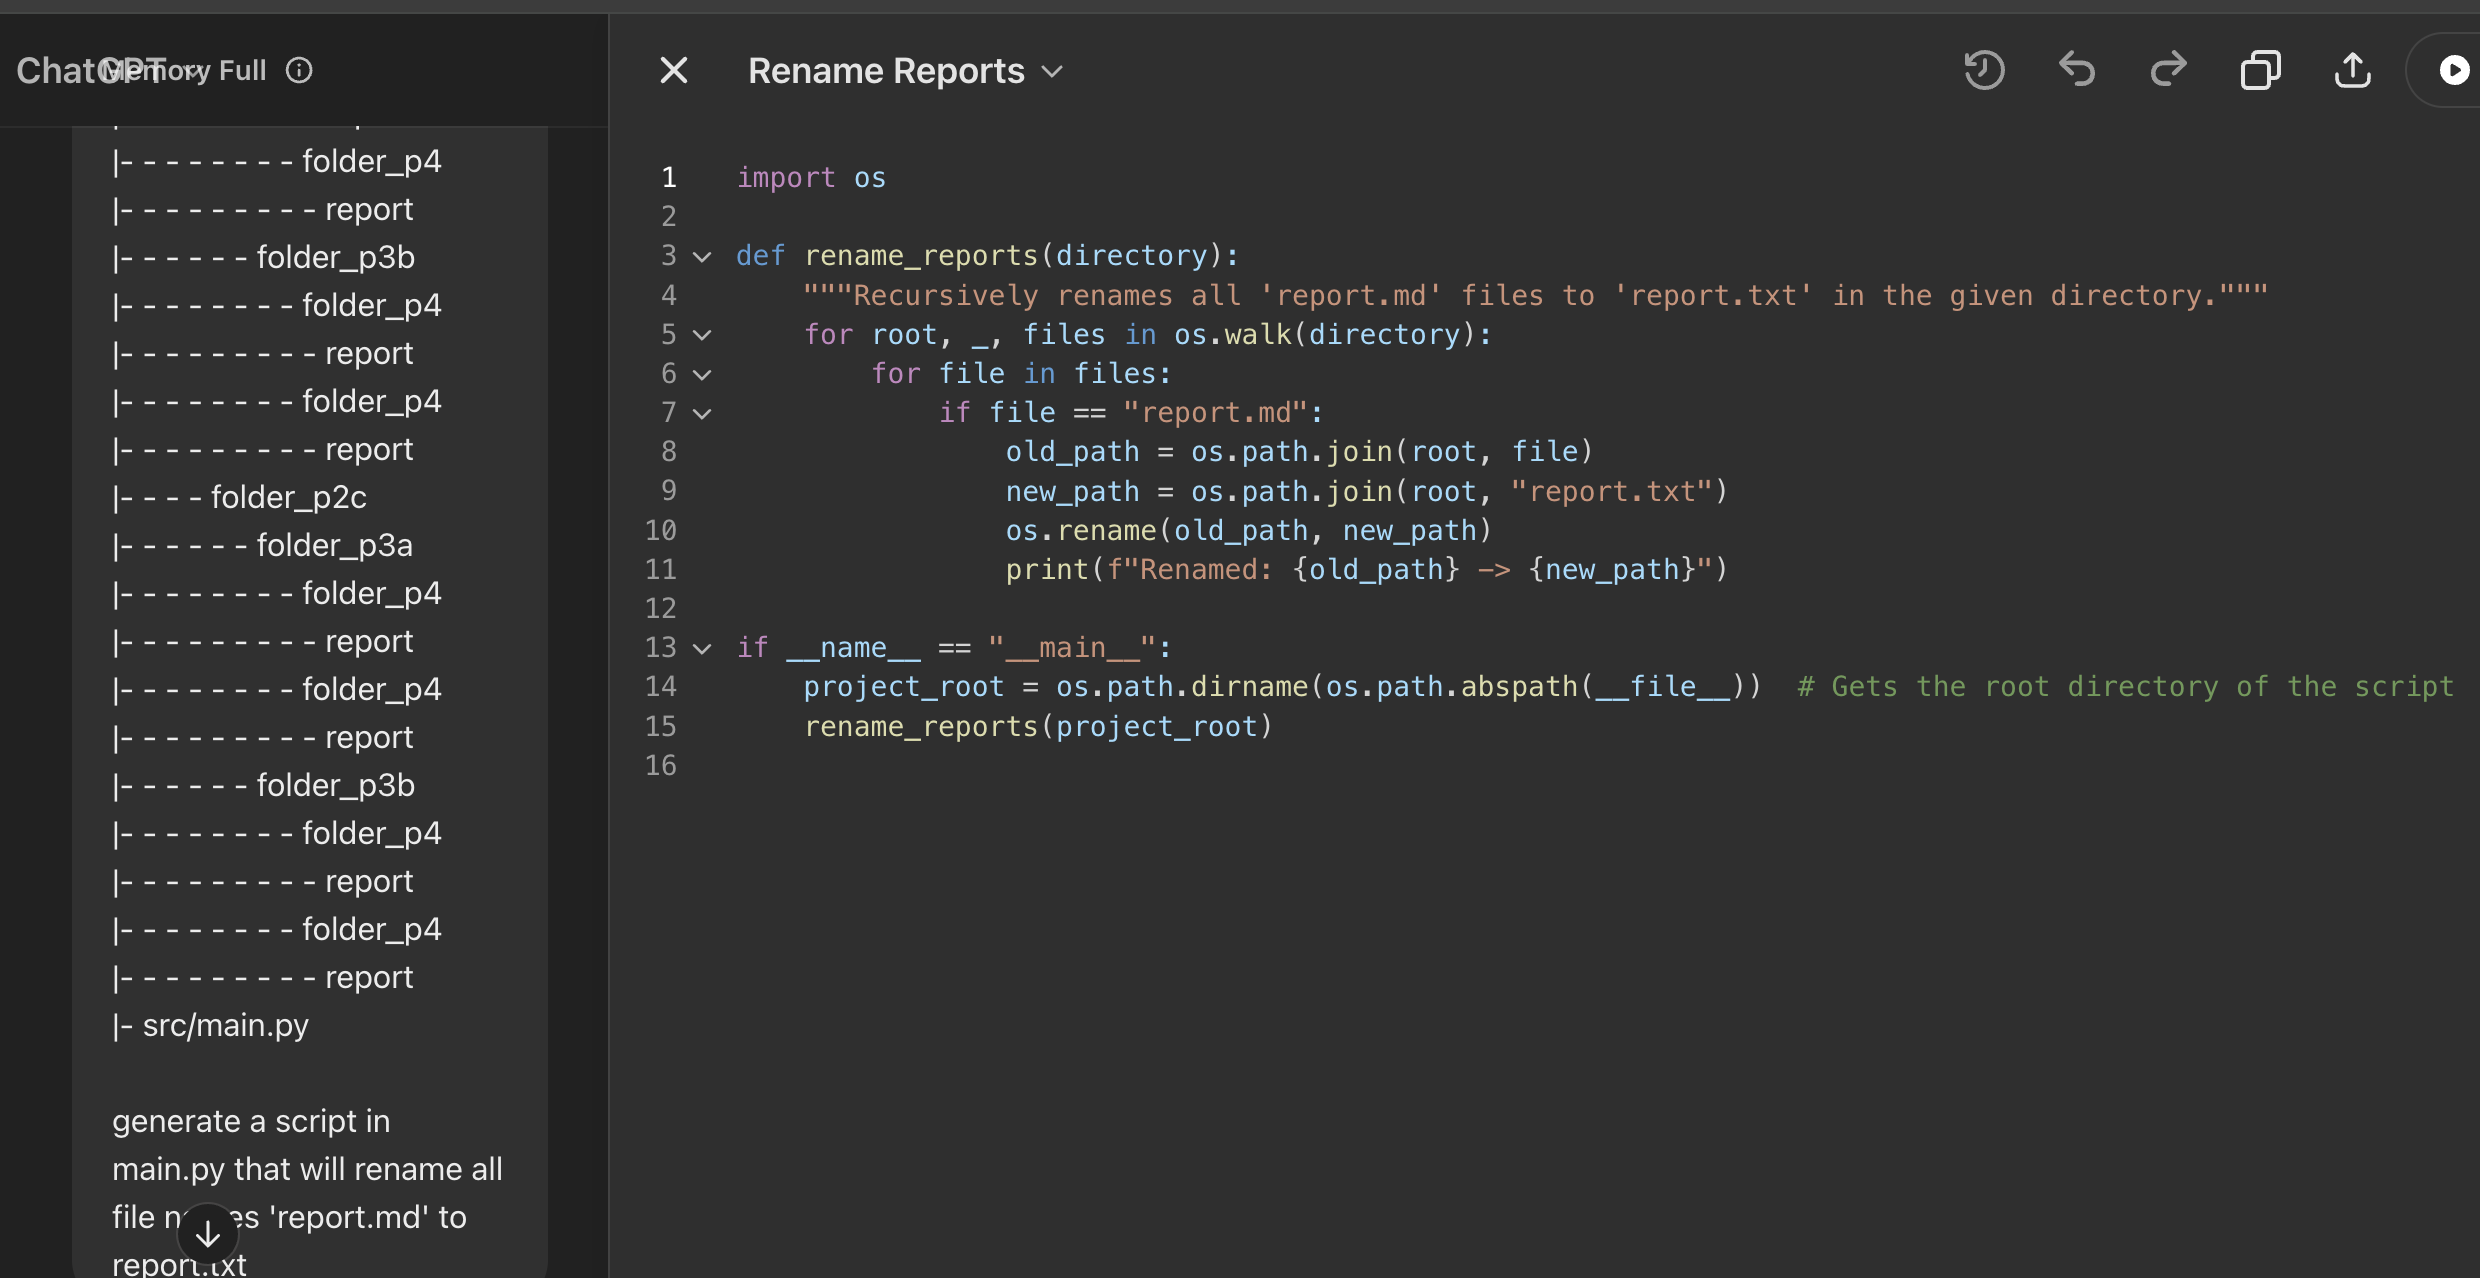 ChatGPT
Memory Full
|- - - - - - - - folder_p4
|- - - - - - - - - report
|- - - - - - folder_p3b
|- - - - - - - - folder_p4
|- - - - - - - - - report
|- - - - - - - - folder_p4
|- - - - - - - - - report
|- - - - folder_p2c
|- - - - - - folder_p3a
|- - - - - - - - folder_p4
|- - - - - - - - - report
|- - - - - - - - folder_p4
|- - - - - - - - - report
|- - - - - - folder_p3b
|- - - - - - - - folder_p4
|- - - - - - - - - report
|- - - - - - - - folder_p4
|- - - - - - - - - report
|- src/main.py
generate a script in
main.py that will rename all
file names 'report.md' to
report.txt
Rename Reports
1 import os
2
3 def rename_reports(directory):
4     """Recursively renames all 'report.md' files to 'report.txt' in the given directory."""
5     for root, _, files in os.walk(directory):
6         for file in files:
7             if file == "report.md":
8                 old_path = os.path.join(root, file)
9                 new_path = os.path.join(root, "report.txt")
10                 os.rename(old_path, new_path)
11                 print(f"Renamed: {old_path} -> {new_path}")
12
13 if __name__ == "__main__":
14     project_root = os.path.dirname(os.path.abspath(__file__))  # Gets the root directory of the script
15     rename_reports(project_root)
16